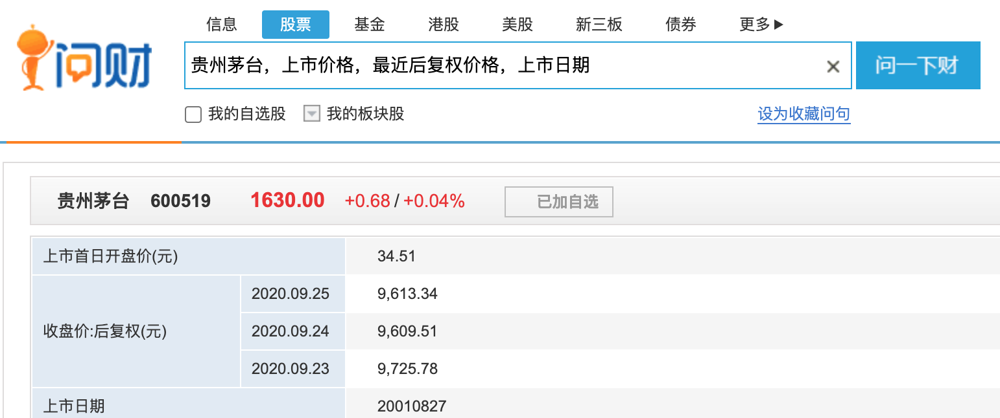 信息 股票 基金 港股 美股 新三板 债券 更多
问财
贵州茅台，上市价格，最近后复权价格，上市日期
问一下财
我的自选股 我的板块股 设为收藏问句
贵州茅台 600519 1630.00 +0.68 / +0.04% 已加自选
上市首日开盘价(元) 34.51
收盘价:后复权(元)
2020.09.25 9,613.34
2020.09.24 9,609.51
2020.09.23 9,725.78
上市日期 20010827